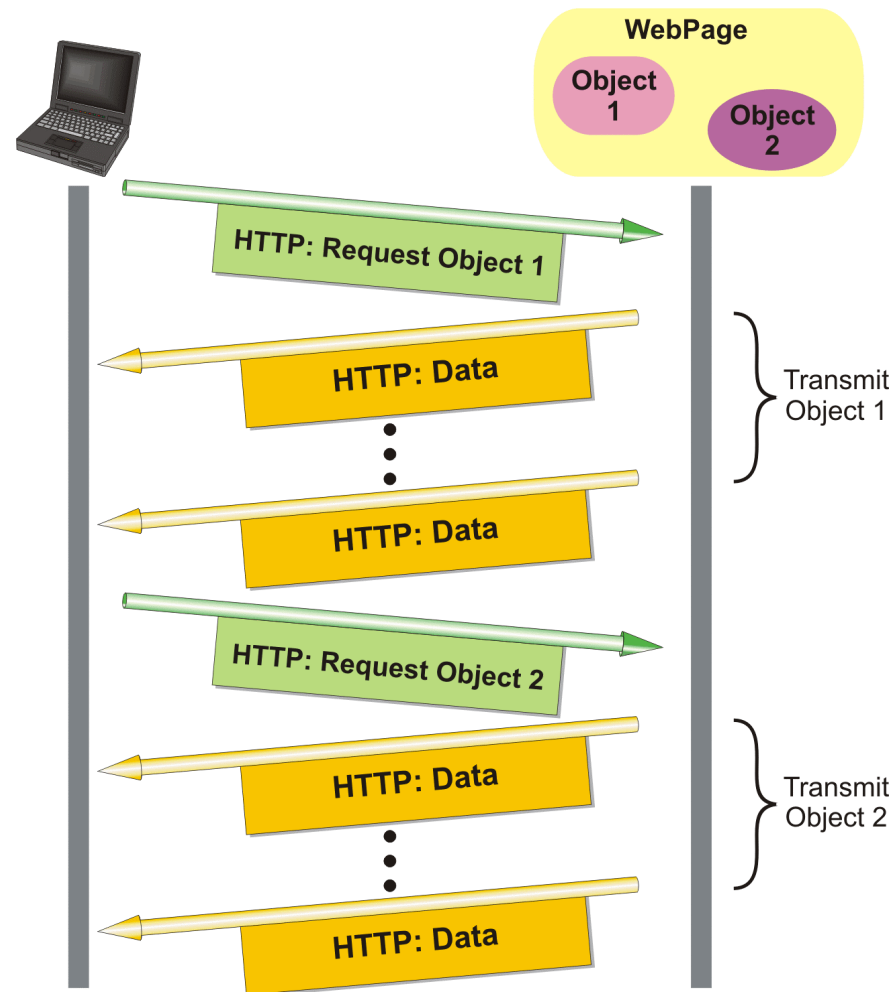 WebPage
Object
1
Object
2
HTTP: Request Object 1
HTTP: Data
Transmit
Object 1
HTTP: Data
HTTP: Request Object 2
HTTP: Data
Transmit
Object 2
HTTP: Data